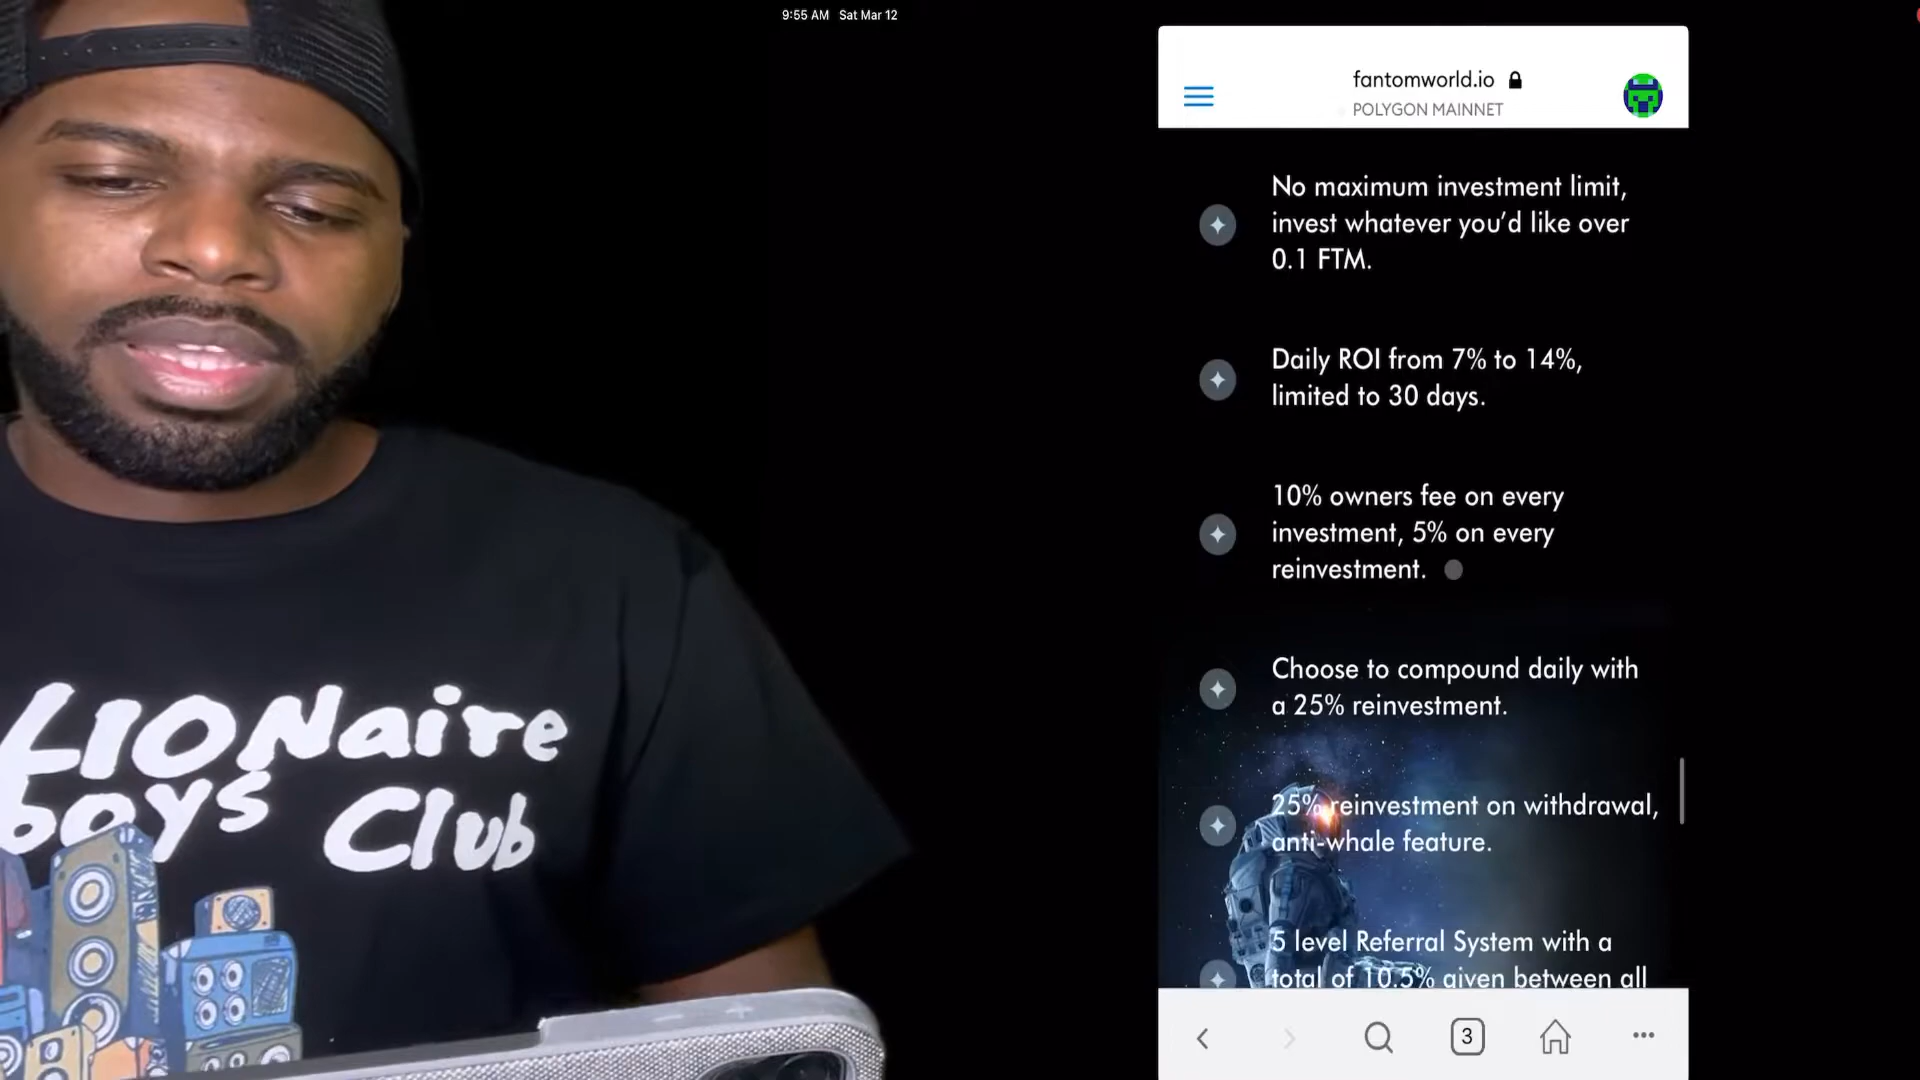 9:55 AM Sat Mar 12
fantomworld.io
POLYGON MAINNET
No maximum investment limit,
invest whatever you'd like over
0.1 FTM.
Daily ROI from 7% to 14%,
limited to 30 days.
10% owners fee on every
investment, 5% on every
reinvestment.
Choose to compound daily with
a 25% reinvestment.
25% reinvestment on withdrawal,
anti-whale feature.
5 level Referral System with a
total of 10.5% given between all
3
LIONaire
boys Club